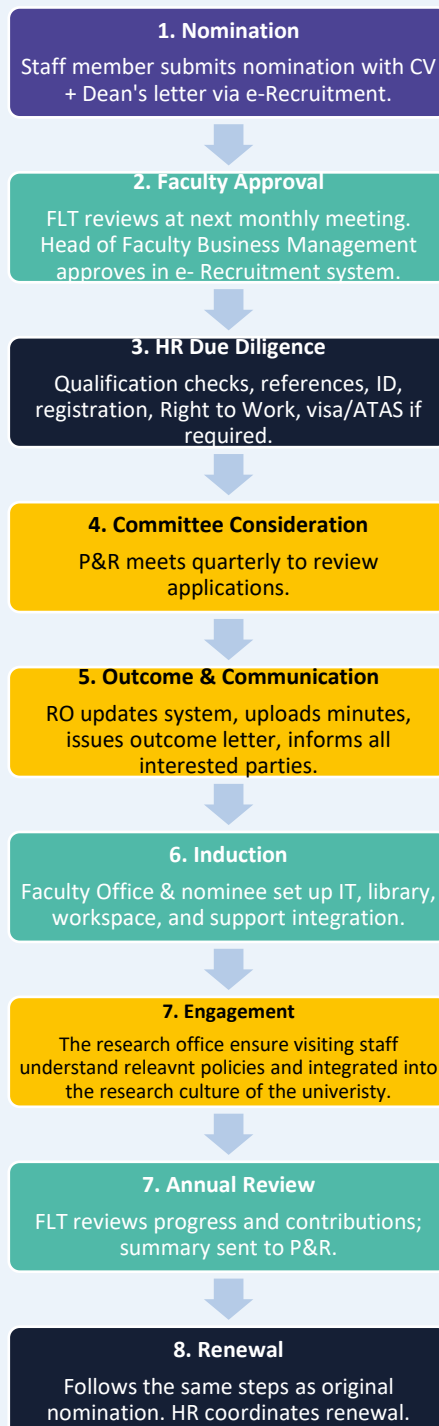 1. Nomination
Staff member submits nomination with CV
+ Dean's letter via e-Recruitment.
2. Faculty Approval
FLT reviews at next monthly meeting.
Head of Faculty Business Management
approves in e- Recruitment system.
3. HR Due Diligence
Qualification checks, references, ID,
registration, Right to Work, visa/ATAS if
required.
4. Committee Consideration
P&R meets quarterly to review
applications.
5. Outcome & Communication
RO updates system, uploads minutes,
issues outcome letter, informs all
interested parties.
6. Induction
Faculty Office & nominee set up IT, library,
workspace, and support integration.
7. Engagement
The research office ensure visiting staff
understand releavnt policies and integrated into
the research culture of the univeristy.
7. Annual Review
FLT reviews progress and contributions;
summary sent to P&R.
8. Renewal
Follows the same steps as original
nomination. HR coordinates renewal.